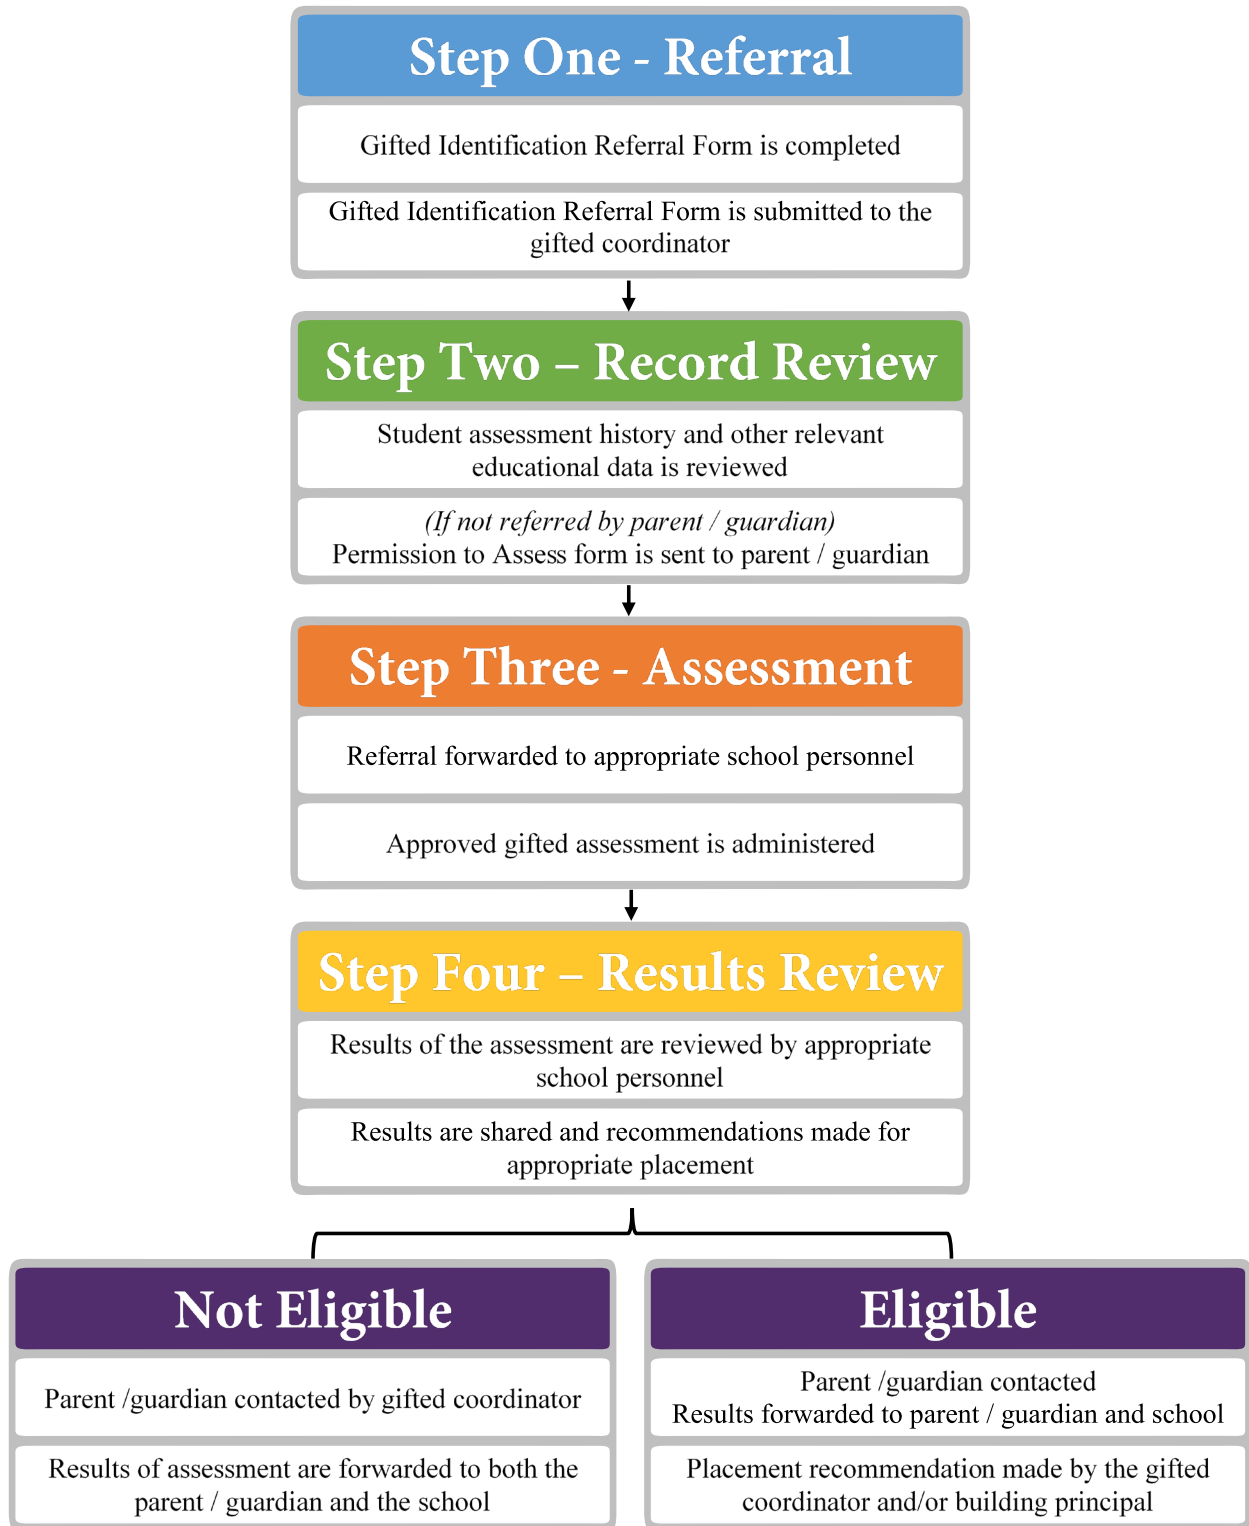 Step One - Referral
Gifted Identification Referral Form is completed
Gifted Identification Referral Form is submitted to the
gifted coordinator
Step Two – Record Review
Student assessment history and other relevant
educational data is reviewed
(If not referred by parent / guardian)
Permission to Assess form is sent to parent / guardian
Step Three - Assessment
Referral forwarded to appropriate school personnel
Approved gifted assessment is administered
Step Four – Results Review
Results of the assessment are reviewed by appropriate
school personnel
Results are shared and recommendations made for
appropriate placement
Not Eligible
Parent /guardian contacted by gifted coordinator
Results of assessment are forwarded to both the
parent / guardian and the school
Eligible
Parent /guardian contacted
Results forwarded to parent / guardian and school
Placement recommendation made by the gifted
coordinator and/or building principal